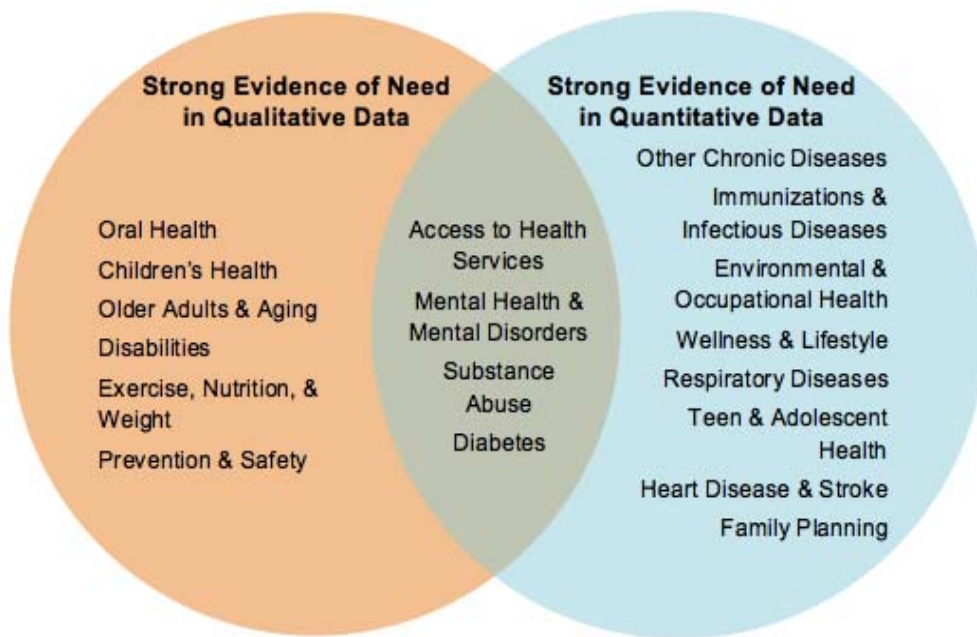 Strong Evidence of Need
in Qualitative Data
Oral Health
Children's Health
Older Adults & Aging
Disabilities
Exercise, Nutrition, &
Weight
Prevention & Safety
Access to Health
Services
Mental Health &
Mental Disorders
Substance
Abuse
Diabetes
Strong Evidence of Need
in Quantitative Data
Other Chronic Diseases
Immunizations &
Infectious Diseases
Environmental &
Occupational Health
Wellness & Lifestyle
Respiratory Diseases
Teen & Adolescent
Health
Heart Disease & Stroke
Family Planning